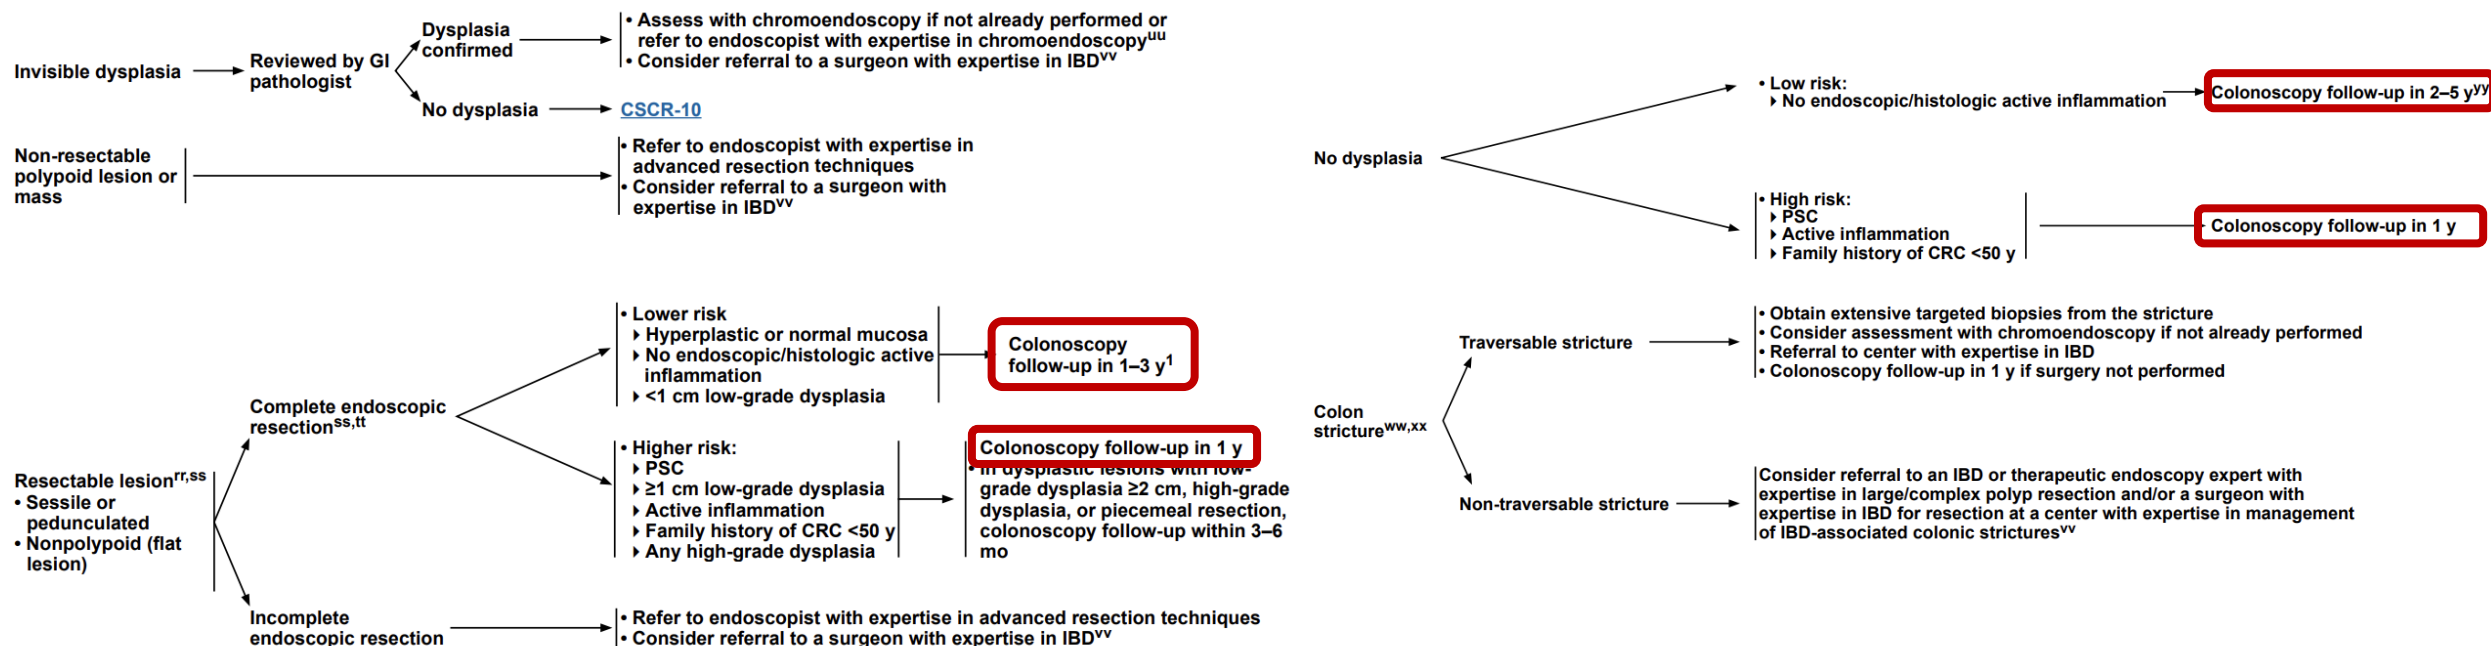 Invisible dysplasia
Reviewed by GI
pathologist
Dysplasia
confirmed
• Assess with chromoendoscopy if not already performed or
refer to endoscopist with expertise in chromoendoscopyuu
• Consider referral to a surgeon with expertise in IBDvv
No dysplasia
CSCR-10
Non-resectable
polypoid lesion or
mass
• Refer to endoscopist with expertise in
advanced resection techniques
• Consider referral to a surgeon with
expertise in IBDvv
Resectable lesionrr,ss
• Sessile or
pedunculated
• Nonpolypoid (flat
lesion)
Complete endoscopic
resectionss,tt
• Lower risk
Hyperplastic or normal mucosa
No endoscopic/histologic active
inflammation
<1 cm low-grade dysplasia
Colonoscopy
follow-up in 1–3 y1
• Higher risk:
PSC
≥1 cm low-grade dysplasia
Active inflammation
Family history of CRC <50 y
Any high-grade dysplasia
Colonoscopy follow-up in 1 y
• In dysplastic lesions with low-
grade dysplasia ≥2 cm, high-grade
dysplasia, or piecemeal resection,
colonoscopy follow-up within 3–6
mo
Incomplete
endoscopic resection
• Refer to endoscopist with expertise in advanced resection techniques
• Consider referral to a surgeon with expertise in IBDvv
No dysplasia
• Low risk:
No endoscopic/histologic active inflammation
Colonoscopy follow-up in 2–5 yyy
• High risk:
PSC
Active inflammation
Family history of CRC <50 y
Colonoscopy follow-up in 1 y
Colon
strictureww,xx
Traversable stricture
• Obtain extensive targeted biopsies from the stricture
• Consider assessment with chromoendoscopy if not already performed
• Referral to center with expertise in IBD
• Colonoscopy follow-up in 1 y if surgery not performed
Non-traversable stricture
Consider referral to an IBD or therapeutic endoscopy expert with
expertise in large/complex polyp resection and/or a surgeon with
expertise in IBD for resection at a center with expertise in management
of IBD-associated colonic stricturesvv